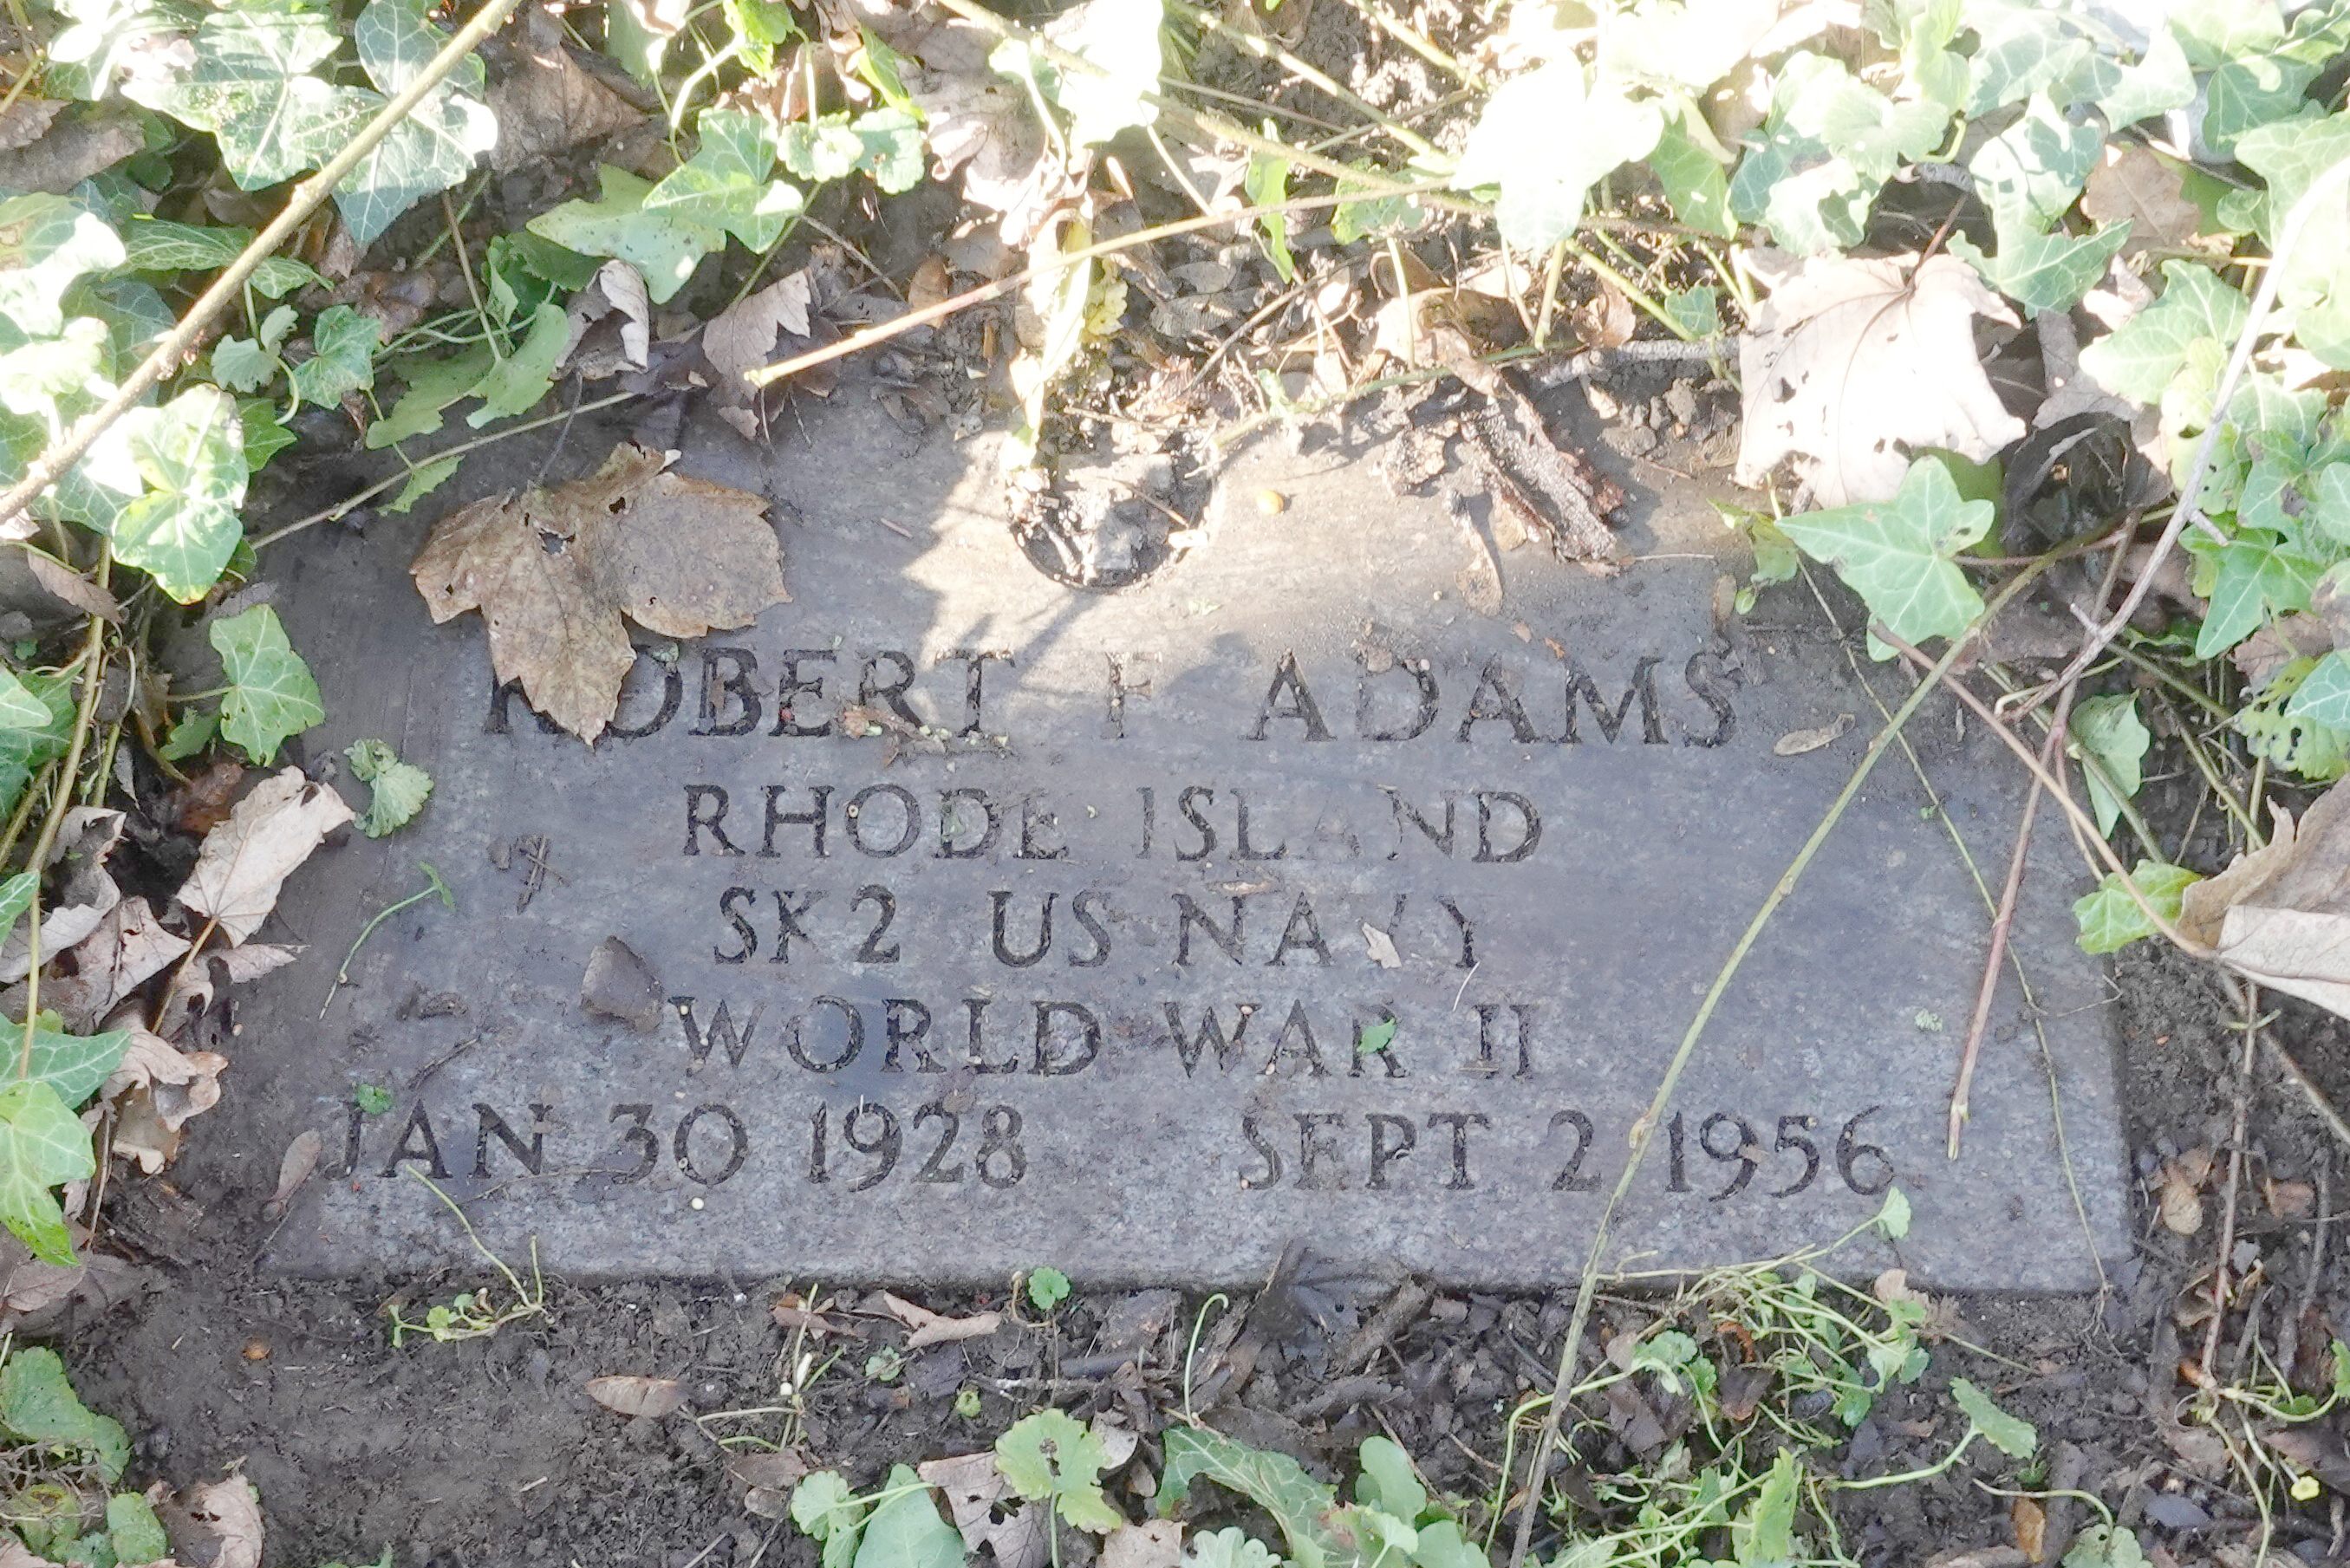 ROBERT F ADAMS
RHODE ISLAND
SK2 US NAVY
WORLD WAR II
JAN 30 1928 SEPT 2 1956